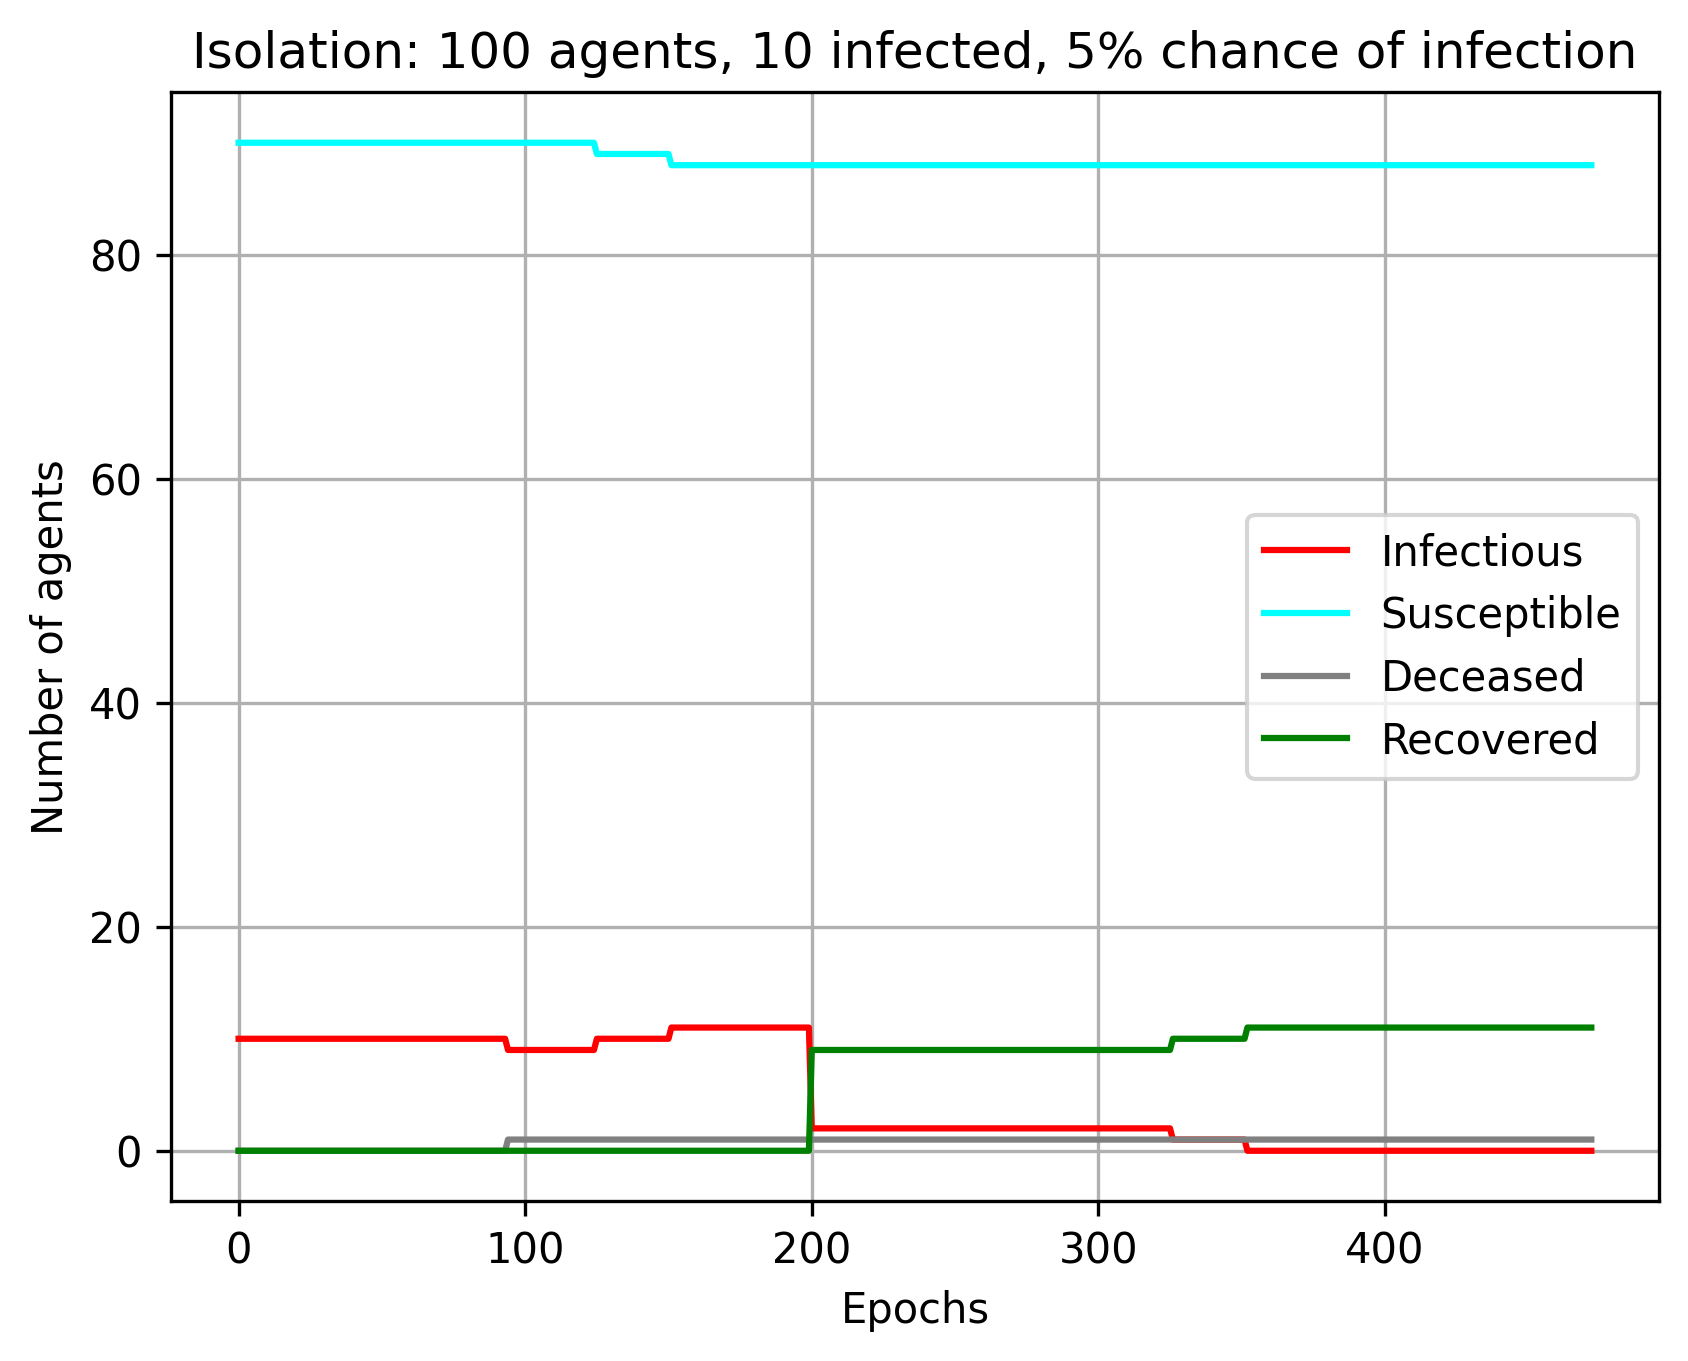 Isolation: 100 agents, 10 infected, 5% chance of infection
Number of agents
80
60
40
20
0
Infectious
Susceptible
Deceased
Recovered
0 100 200 300 400
Epochs